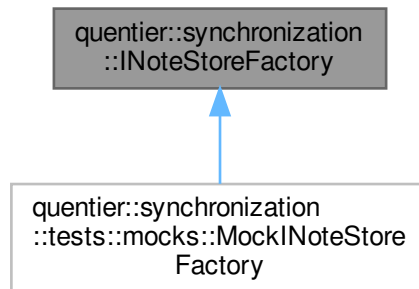 quentier::synchronization
::INoteStoreFactory
quentier::synchronization
::tests::mocks::MockINoteStore
Factory